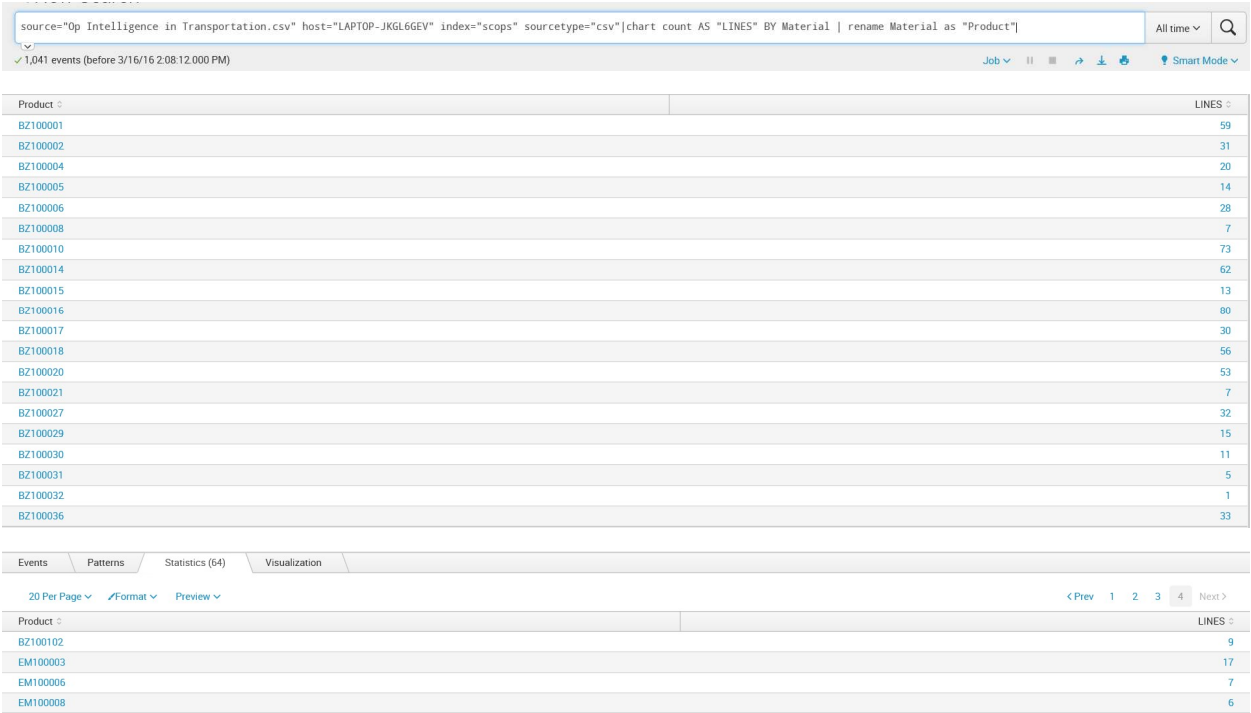 source="Op Intelligence in Transportation.csv" host="LAPTOP-JKGL6GEV" index="scops" sourcetype="csv"|chart count AS "LINES" BY Material | rename Material as "Product"
All time
✓ 1,041 events (before 3/16/16 2:08:12.000 PM)
Job
Smart Mode
Product LINES
BZ100001 59
BZ100002 31
BZ100004 20
BZ100005 14
BZ100006 28
BZ100008 7
BZ100010 73
BZ100014 62
BZ100015 13
BZ100016 80
BZ100017 30
BZ100018 56
BZ100020 53
BZ100021 7
BZ100027 32
BZ100029 15
BZ100030 11
BZ100031 5
BZ100032 1
BZ100036 33
Events Patterns Statistics (64) Visualization
20 Per Page Format Preview < Prev 1 2 3 4 Next >
Product LINES
BZ100102 9
EM100003 17
EM100006 7
EM100008 6